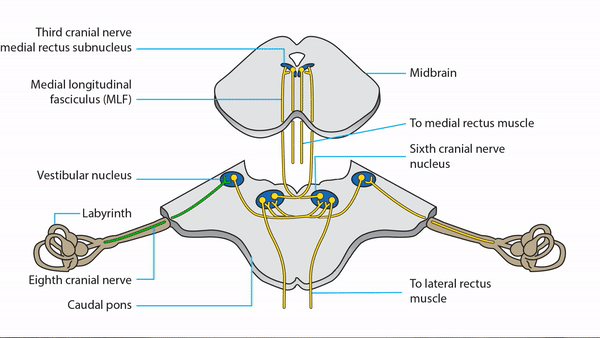 Third cranial nerve
medial rectus subnucleus
Medial longitudinal
fasciculus (MLF)
Vestibular nucleus
Labyrinth
Eighth cranial nerve
Caudal pons
Midbrain
To medial rectus muscle
Sixth cranial nerve
nucleus
To lateral rectus
muscle